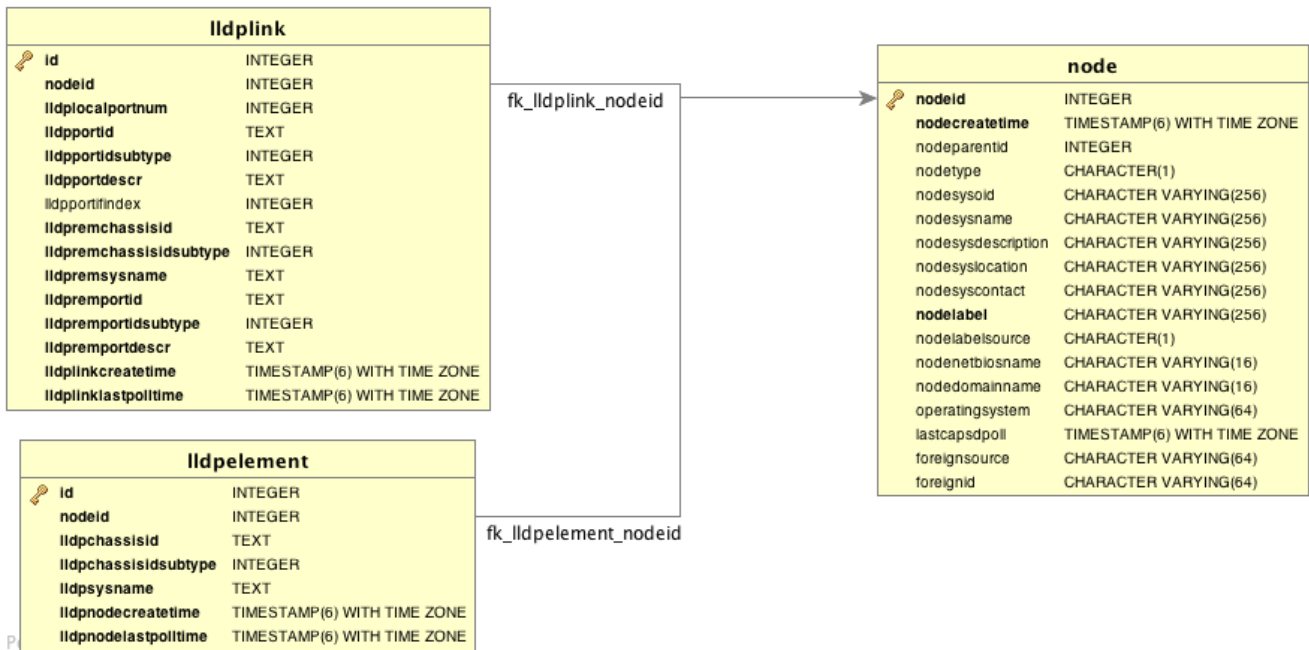 lldplink
id INTEGER
nodeid INTEGER
lldplocalportnum INTEGER
lldpportid TEXT
lldpportidsubtype INTEGER
lldpportdescr TEXT
lldpportifindex INTEGER
lldpremchassisid TEXT
lldpremchassisidsubtype INTEGER
lldpremsysname TEXT
lldpremportid TEXT
lldpremportidsubtype INTEGER
lldpremportdescr TEXT
lldplinkcreatetime TIMESTAMP(6) WITH TIME ZONE
lldplinklastpolltime TIMESTAMP(6) WITH TIME ZONE
fk_lldplink_nodeid
node
nodeid INTEGER
nodecreatetime TIMESTAMP(6) WITH TIME ZONE
nodeparentid INTEGER
nodetype CHARACTER(1)
nodesysoid CHARACTER VARYING(256)
nodesysname CHARACTER VARYING(256)
nodesysdescription CHARACTER VARYING(256)
nodesyslocation CHARACTER VARYING(256)
nodesyscontact CHARACTER VARYING(256)
nodelabel CHARACTER VARYING(256)
nodelabelsource CHARACTER(1)
nodenetbiosname CHARACTER VARYING(16)
nodedomainname CHARACTER VARYING(16)
operatingsystem CHARACTER VARYING(64)
lastcapsdpoll TIMESTAMP(6) WITH TIME ZONE
foreignsource CHARACTER VARYING(64)
foreignid CHARACTER VARYING(64)
lldpelement
id INTEGER
nodeid INTEGER
lldpchassisid TEXT
lldpchassisidsubtype INTEGER
lldpsysname TEXT
lldpnodecreatetime TIMESTAMP(6) WITH TIME ZONE
lldpnodelastpolltime TIMESTAMP(6) WITH TIME ZONE
fk_lldpelement_nodeid